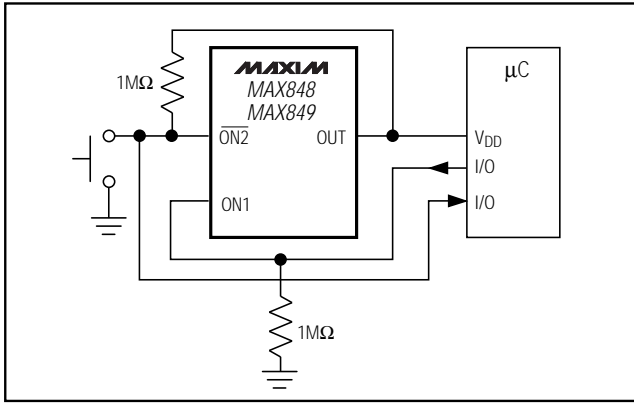 1MΩ
MAXIM
MAX848
MAX849
ON2
OUT
ON1
1MΩ
µC
VDD
I/O
I/O